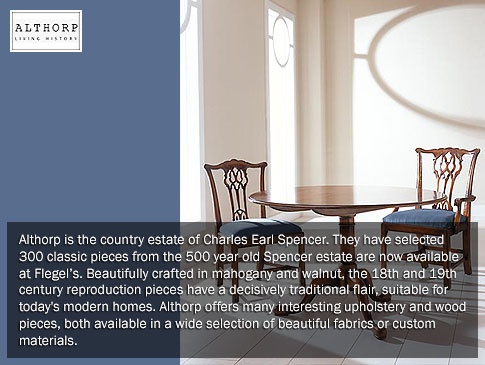 ALTHORP
LIVING HISTORY
Althorp is the country estate of Charles Earl Spencer. They have selected
300 classic pieces from the 500 year old Spencer estate are now available
at Flegel's. Beautifully crafted in mahogany and walnut, the 18th and 19th
century reproduction pieces have a decisively traditional flair, suitable for
today's modern homes. Althorp offers many interesting upholstery and wood
pieces, both available in a wide selection of beautiful fabrics or custom
materials.